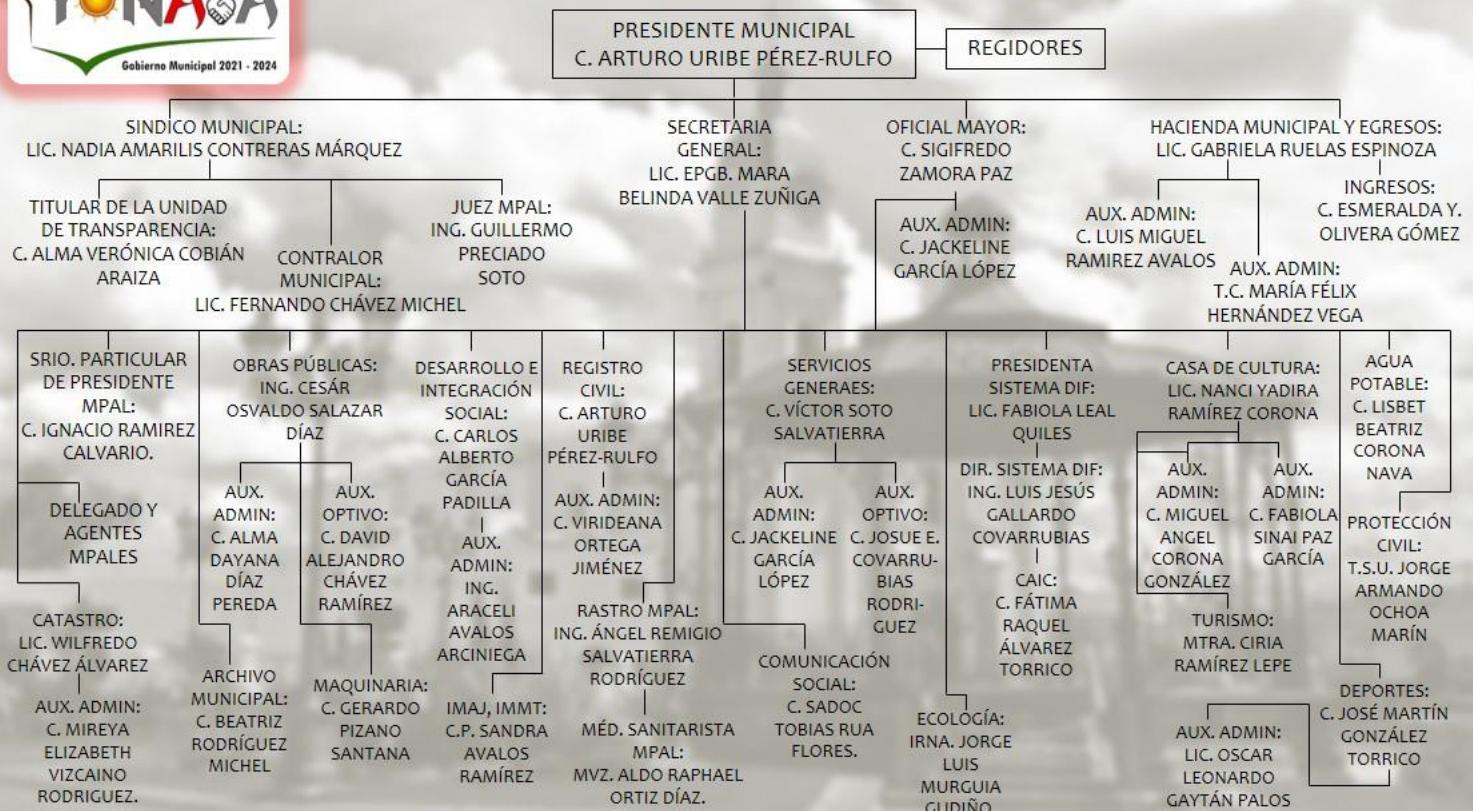 TONAYA
Gobierno Municipal 2021 - 2024
PRESIDENTE MUNICIPAL
C. ARTURO URIBE PÉREZ-RULFO
REGIDORES
SINDICO MUNICIPAL:
LIC. NADIA AMARILIS CONTRERAS MÁRQUEZ
SECRETARIA
GENERAL:
LIC. EPGB. MARA
BELINDA VALLE ZUÑIGA
OFICIAL MAYOR:
C. SIGIFREDO
ZAMORA PAZ
HACIENDA MUNICIPAL Y EGRESOS:
LIC. GABRIELA RUELAS ESPINOZA
TITULAR DE LA UNIDAD
DE TRANSPARENCIA:
C. ALMA VERÓNICA COBIÁN
ARAIZA
CONTRALOR
MUNICIPAL:
LIC. FERNANDO CHÁVEZ MICHEL
JUEZ MPAL:
ING. GUILLERMO
PRECIADO
SOTO
AUX. ADMIN:
C. JACKELINE
GARCÍA LÓPEZ
AUX. ADMIN:
C. LUIS MIGUEL
RAMIREZ AVALOS
AUX. ADMIN:
T.C. MARÍA FÉLIX
HERNÁNDEZ VEGA
INGRESOS:
C. ESMERALDA Y.
OLIVERA GÓMEZ
SRIO. PARTICULAR
DE PRESIDENTE
MPAL:
C. IGNACIO RAMIREZ
CALVARIO.
DELEGADO Y
AGENTES
MPALES
CATASTRO:
LIC. WILFREDO
CHÁVEZ ÁLVAREZ
AUX. ADMIN:
C. MIREYA
ELIZABETH
VIZCAINO
RODRIGUEZ.
OBRAS PÚBLICAS:
ING. CESÁR
OSVALDO SALAZAR
DÍAZ
AUX.
ADMIN:
C. ALMA
DAYANA
DÍAZ
PEREDA
AUX.
OPTIVO:
C. DAVID
ALEJANDRO
CHÁVEZ
RAMÍREZ
ARCHIVO
MUNICIPAL:
C. BEATRIZ
RODRÍGUEZ
MICHEL
MAQUINARIA:
C. GERARDO
PIZANO
SANTANA
DESARROLLO E
INTEGRACIÓN
SOCIAL:
C. CARLOS
ALBERTO
GARCÍA
PADILLA
AUX.
ADMIN:
ING.
ARACELI
AVALOS
ARCINIEGA
IMAJ, IMMT:
C.P. SANDRA
AVALOS
RAMÍREZ
REGISTRO
CIVIL:
C. ARTURO
URIBE
PÉREZ-RULFO
AUX. ADMIN:
C. VIRIDEANA
ORTEGA
JIMÉNEZ
RASTRO MPAL:
ING. ÁNGEL REMIGIO
SALVATIERRA
RODRÍGUEZ
MÉD. SANITARISTA
MPAL:
MVZ. ALDO RAPHAEL
ORTIZ DÍAZ.
SERVICIOS
GENERAES:
C. VÍCTOR SOTO
SALVATIERRA
AUX.
ADMIN:
C. JACKELINE
GARCÍA
LÓPEZ
AUX.
OPTIVO:
C. JOSUE E.
COVARRU-
BIAS
RODRI-
GUEZ
COMUNICACIÓN
SOCIAL:
C. SADOC
TOBIAS RUA
FLORES.
PRESIDENTA
SISTEMA DIF:
LIC. FABIOLA LEAL
QUILES
DIR. SISTEMA DIF:
ING. LUIS JESÚS
GALLARDO
COVARRUBIAS
CAIC:
C. FÁTIMA
RAQUEL
ÁLVAREZ
TORRICO
ECOLOGÍA:
IRNA. JORGE
LUIS
MURGUIA
GUDIÑO
CASA DE CULTURA:
LIC. NANCI YADIRA
RAMÍREZ CORONA
AUX.
ADMIN:
C. MIGUEL
ANGEL
CORONA
GONZÁLEZ
AUX.
ADMIN:
C. FABIOLA
SINAI PAZ
GARCÍA
TURISMO:
MTRA. CIRIA
RAMÍREZ LEPE
AUX. ADMIN:
LIC. OSCAR
LEONARDO
GAYTÁN PALOS
AGUA
POTABLE:
C. LISBET
BEATRIZ
CORONA
NAVA
PROTECCIÓN
CIVIL:
T.S.U. JORGE
ARMANDO
OCHOA
MARÍN
DEPORTES:
C. JOSÉ MARTÍN
GONZÁLEZ
TORRICO